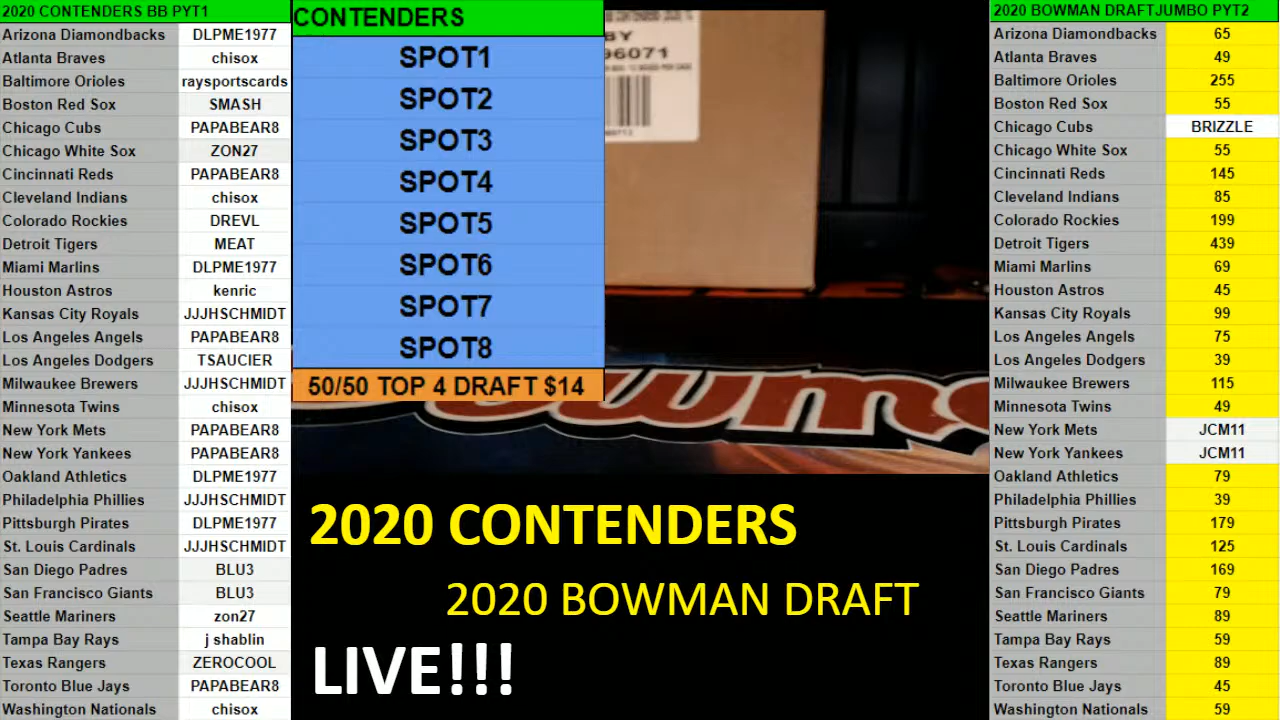 2020 CONTENDERS BB PYT1
Arizona Diamondbacks DLPME1977
Atlanta Braves chisox
Baltimore Orioles raysportscards
Boston Red Sox SMASH
Chicago Cubs PAPABEAR8
Chicago White Sox ZON27
Cincinnati Reds PAPABEAR8
Cleveland Indians chisox
Colorado Rockies DREVL
Detroit Tigers MEAT
Miami Marlins DLPME1977
Houston Astros kenric
Kansas City Royals JJJHSCHMIDT
Los Angeles Angels PAPABEAR8
Los Angeles Dodgers TSAUCIER
Milwaukee Brewers JJJHSCHMIDT
Minnesota Twins chisox
New York Mets PAPABEAR8
New York Yankees PAPABEAR8
Oakland Athletics DLPME1977
Philadelphia Phillies JJJHSCHMIDT
Pittsburgh Pirates DLPME1977
St. Louis Cardinals JJJHSCHMIDT
San Diego Padres BLU3
San Francisco Giants BLU3
Seattle Mariners zon27
Tampa Bay Rays j shablin
Texas Rangers ZEROCOOL
Toronto Blue Jays PAPABEAR8
Washington Nationals chisox
CONTENDERS
SPOT1
SPOT2
SPOT3
SPOT4
SPOT5
SPOT6
SPOT7
SPOT8
50/50 TOP 4 DRAFT $14
BY
96071
2020 CONTENDERS
2020 BOWMAN DRAFT
LIVE!!!
2020 BOWMAN DRAFTJUMBO PYT2
Arizona Diamondbacks 65
Atlanta Braves 49
Baltimore Orioles 255
Boston Red Sox 55
Chicago Cubs BRIZZLE
Chicago White Sox 55
Cincinnati Reds 145
Cleveland Indians 85
Colorado Rockies 199
Detroit Tigers 439
Miami Marlins 69
Houston Astros 45
Kansas City Royals 99
Los Angeles Angels 75
Los Angeles Dodgers 39
Milwaukee Brewers 115
Minnesota Twins 49
New York Mets JCM11
New York Yankees JCM11
Oakland Athletics 79
Philadelphia Phillies 39
Pittsburgh Pirates 179
St. Louis Cardinals 125
San Diego Padres 169
San Francisco Giants 79
Seattle Mariners 89
Tampa Bay Rays 59
Texas Rangers 89
Toronto Blue Jays 45
Washington Nationals 59